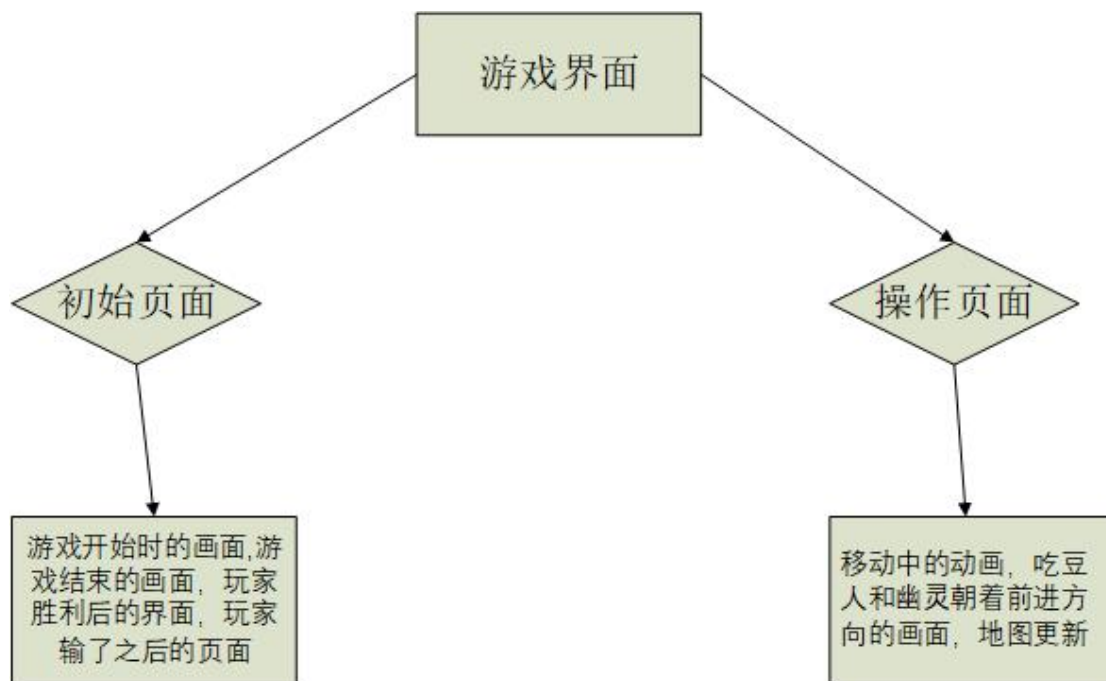 游戏界面
初始页面
操作页面
游戏开始时的画面,游
戏结束的画面，玩家
胜利后的界面，玩家
输了之后的页面
移动中的动画，吃豆
人和幽灵朝着前进方
向的画面，地图更新